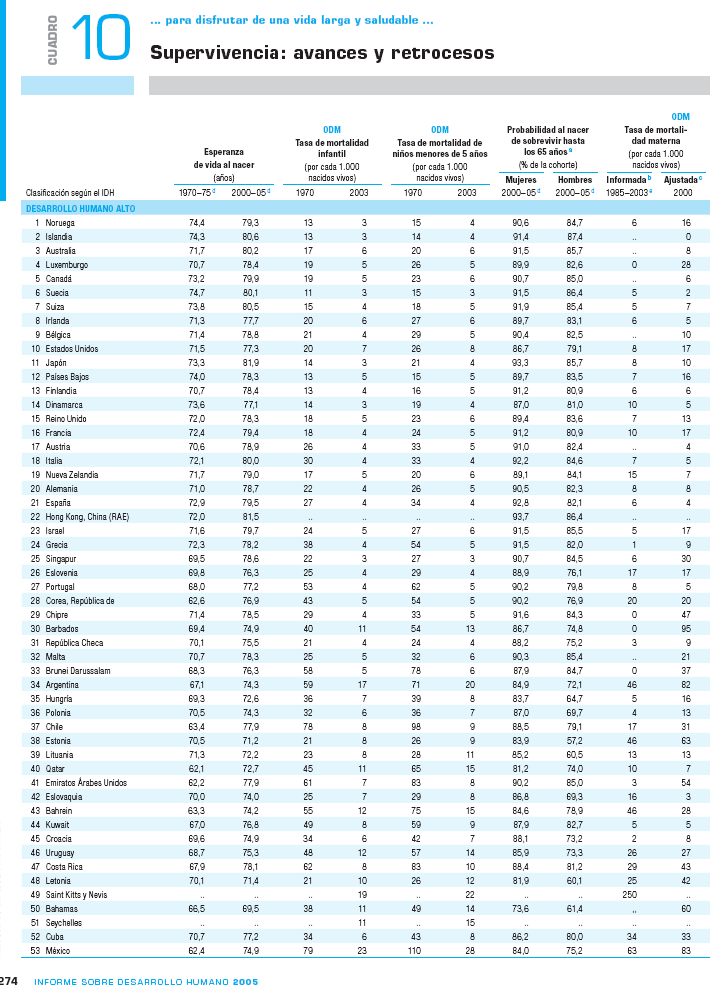 CUADRO
10
... para disfrutar de una vida larga y saludable ...
Supervivencia: avances y retrocesos
Clasificación según el IDH
Esperanza de vida al nacer (años)
1970–75 d 2000–05 d
ODM
Tasa de mortalidad infantil (por cada 1.000 nacidos vivos)
1970 2003
ODM
Tasa de mortalidad de niños menores de 5 años (por cada 1.000 nacidos vivos)
1970 2003
Probabilidad al nacer de sobrevivir hasta los 65 años a (% de la cohorte)
Mujeres 2000–05 d Hombres 2000–05 d
ODM
Tasa de mortali-
dad materna (por cada 1.000 nacidos vivos)
Informada b 1985–2003 e Ajustada c 2000
DESARROLLO HUMANO ALTO
1 Noruega 74,4 79,3 13 3 15 4 90,6 84,7 6 16
2 Islandia 74,3 80,6 13 3 14 4 91,4 87,4 .. 0
3 Australia 71,7 80,2 17 6 20 6 91,5 85,7 .. 8
4 Luxemburgo 70,7 78,4 19 5 26 5 89,9 82,6 0 28
5 Canadá 73,2 79,9 19 5 23 6 90,7 85,0 .. 6
6 Suecia 74,7 80,1 11 3 15 3 91,5 86,4 5 2
7 Suiza 73,8 80,5 15 4 18 5 91,9 85,4 5 7
8 Irlanda 71,3 77,7 20 6 27 6 89,7 83,1 6 5
9 Bélgica 71,4 78,8 21 4 29 5 90,4 82,5 .. 10
10 Estados Unidos 71,5 77,3 20 7 26 8 86,7 79,1 8 17
11 Japón 73,3 81,9 14 3 21 4 93,3 85,7 8 10
12 Países Bajos 74,0 78,3 13 5 15 5 89,7 83,5 7 16
13 Finlandia 70,7 78,4 13 4 16 5 91,2 80,9 6 6
14 Dinamarca 73,6 77,1 14 3 19 4 87,0 81,0 10 5
15 Reino Unido 72,0 78,3 18 5 23 6 89,4 83,6 7 13
16 Francia 72,4 79,4 18 4 24 5 91,2 80,9 10 17
17 Austria 70,6 78,9 26 4 33 5 91,0 82,4 .. 4
18 Italia 72,1 80,0 30 4 33 4 92,2 84,6 7 5
19 Nueva Zelandia 71,7 79,0 17 5 20 6 89,1 84,1 15 7
20 Alemania 71,0 78,7 22 4 26 5 90,5 82,3 8 8
21 España 72,9 79,5 27 4 34 4 92,8 82,1 6 4
22 Hong Kong, China (RAE) 72,0 81,5 .. .. .. .. 93,7 86,4 .. ..
23 Israel 71,6 79,7 24 5 27 6 91,5 85,5 5 17
24 Grecia 72,3 78,2 38 4 54 5 91,5 82,0 1 9
25 Singapur 69,5 78,6 22 3 27 3 90,7 84,5 6 30
26 Eslovenia 69,8 76,3 25 4 29 4 88,9 76,1 17 17
27 Portugal 68,0 77,2 53 4 62 5 90,2 79,8 8 5
28 Corea, República de 62,6 76,9 43 5 54 5 90,2 76,9 20 20
29 Chipre 71,4 78,5 29 4 33 5 91,6 84,3 0 47
30 Barbados 69,4 74,9 40 11 54 13 86,7 74,8 0 95
31 República Checa 70,1 75,5 21 4 24 4 88,2 75,2 3 9
32 Malta 70,7 78,3 25 5 32 6 90,3 85,4 .. 21
33 Brunei Darussalam 68,3 76,3 58 5 78 6 87,9 84,7 0 37
34 Argentina 67,1 74,3 59 17 71 20 84,9 72,1 46 82
35 Hungría 69,3 72,6 36 7 39 8 83,7 64,7 5 16
36 Polonia 70,5 74,3 32 6 36 7 87,0 69,7 4 13
37 Chile 63,4 77,9 78 8 98 9 88,5 79,1 17 31
38 Estonia 70,5 71,2 21 8 26 9 83,9 57,2 46 63
39 Lituania 71,3 72,2 23 8 28 11 85,2 60,5 13 13
40 Qatar 62,1 72,7 45 11 65 15 81,2 74,0 10 7
41 Emiratos Árabes Unidos 62,2 77,9 61 7 83 8 90,2 85,0 3 54
42 Eslovaquia 70,0 74,0 25 7 29 8 86,8 69,3 16 3
43 Bahrein 63,3 74,2 55 12 75 15 84,6 78,9 46 28
44 Kuwait 67,0 76,8 49 8 59 9 87,9 82,7 5 5
45 Croacia 69,6 74,9 34 6 42 7 88,1 73,2 2 8
46 Uruguay 68,7 75,3 48 12 57 14 85,9 73,3 26 27
47 Costa Rica 67,9 78,1 62 8 83 10 88,4 81,2 29 43
48 Letonia 70,1 71,4 21 10 26 12 81,9 60,1 25 42
49 Saint Kitts y Nevis .. .. .. 19 .. 22 .. .. 250 ..
50 Bahamas 66,5 69,5 38 11 49 14 73,6 61,4 ,, 60
51 Seychelles .. .. .. 11 .. 15 .. .. .. ..
52 Cuba 70,7 77,2 34 6 43 8 86,2 80,0 34 33
53 México 62,4 74,9 79 23 110 28 84,0 75,2 63 83
274 INFORME SOBRE DESARROLLO HUMANO 2005